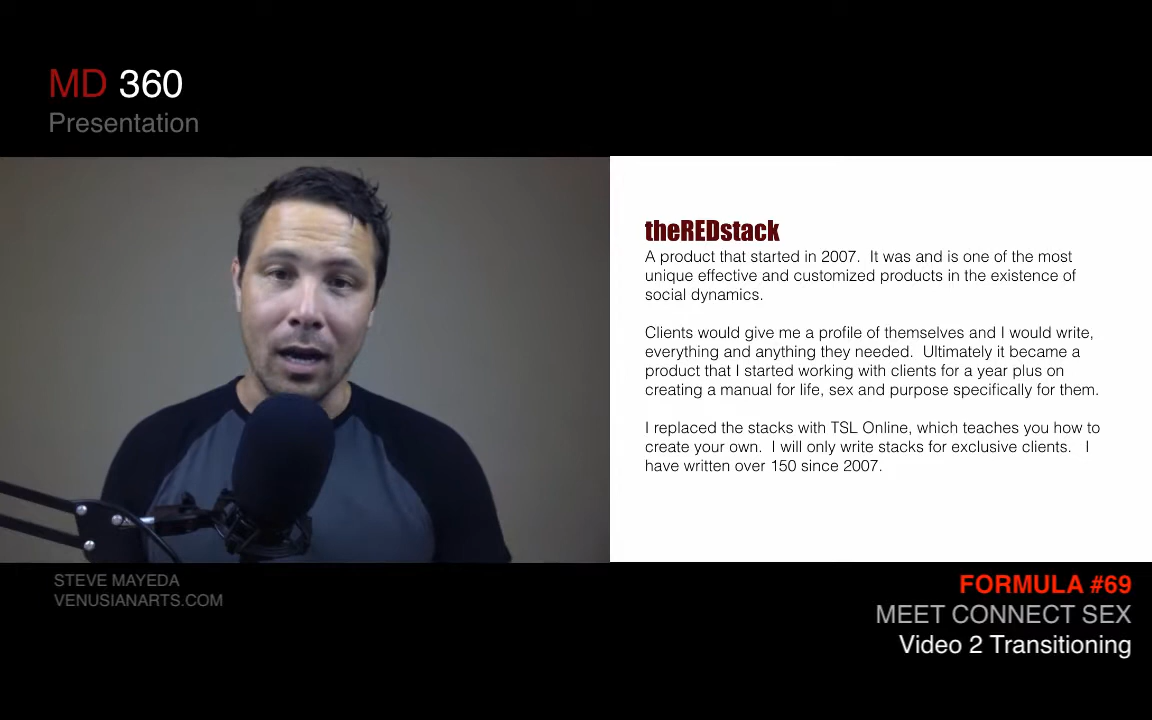 MD 360
Presentation
theREDstack
A product that started in 2007.  It was and is one of the most
unique effective and customized products in the existence of
social dynamics.
Clients would give me a profile of themselves and I would write,
everything and anything they needed.  Ultimately it became a
product that I started working with clients for a year plus on
creating a manual for life, sex and purpose specifically for them.
I replaced the stacks with TSL Online, which teaches you how to
create your own.  I will only write stacks for exclusive clients.   I
have written over 150 since 2007.
STEVE MAYEDA
VENUSIANARTS.COM
FORMULA #69
MEET CONNECT SEX
Video 2 Transitioning